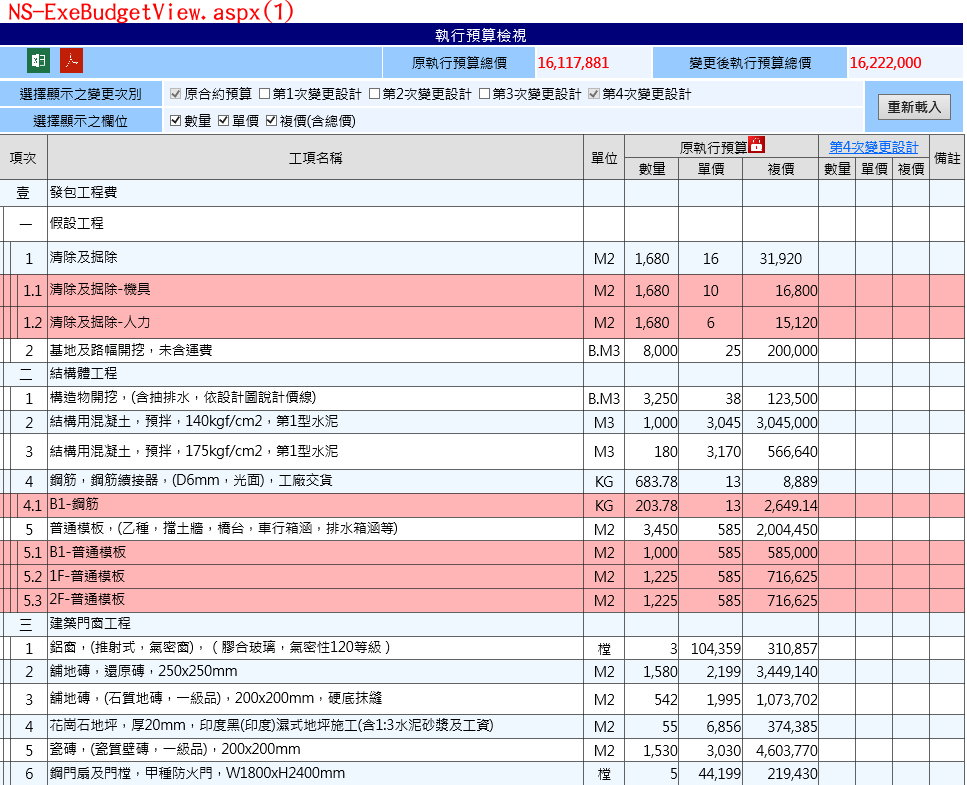 NS-ExeBudgetView.aspx(1)
執行預算檢視
原執行預算總價 16,117,881 變更後執行預算總價 16,222,000
選擇顯示之變更次別 原合約預算 第1次變更設計 第2次變更設計 第3次變更設計 第4次變更設計
重新載入
選擇顯示之欄位 數量 單價 複價(含總價)
項次 工項名稱 單位 原執行預算 第4次變更設計 備註
數量 單價 複價 數量 單價 複價
壹 發包工程費
一 假設工程
1 清除及掘除 M2 1,680 16 31,920
1.1 清除及掘除-機具 M2 1,680 10 16,800
1.2 清除及掘除-人力 M2 1,680 6 15,120
2 基地及路幅開挖，未含運費 B.M3 8,000 25 200,000
二 結構體工程
1 構造物開挖，(含抽排水，依設計圖說計價線) B.M3 3,250 38 123,500
2 結構用混凝土，預拌，140kgf/cm2，第1型水泥 M3 1,000 3,045 3,045,000
3 結構用混凝土，預拌，175kgf/cm2，第1型水泥 M3 180 3,170 566,640
4 鋼筋，鋼筋續接器，(D6mm，光面)，工廠交貨 KG 683.78 13 8,889
4.1 B1-鋼筋 KG 203.78 13 2,649.14
5 普通模板，(乙種，擋土牆，橋台，車行箱涵，排水箱涵等) M2 3,450 585 2,004,450
5.1 B1-普通模板 M2 1,000 585 585,000
5.2 1F-普通模板 M2 1,225 585 716,625
5.3 2F-普通模板 M2 1,225 585 716,625
三 建築門窗工程
1 鋁窗，(推射式，氣密窗)，( 膠合玻璃，氣密性120等級 ) 樘 3 104,359 310,857
2 舖地磚，還原磚，250x250mm M2 1,580 2,199 3,449,140
3 舖地磚，(石質地磚，一級品)，200x200mm，硬底抹縫 M2 542 1,995 1,073,702
4 花崗石地坪，厚20mm，印度黑(印度)濕式地坪施工(含1:3水泥砂漿及工資) M2 55 6,856 374,385
5 瓷磚，(瓷質壁磚，一級品)，200x200mm M2 1,530 3,030 4,603,770
6 鋼門扇及門樘，甲種防火門，W1800xH2400mm 樘 5 44,199 219,430